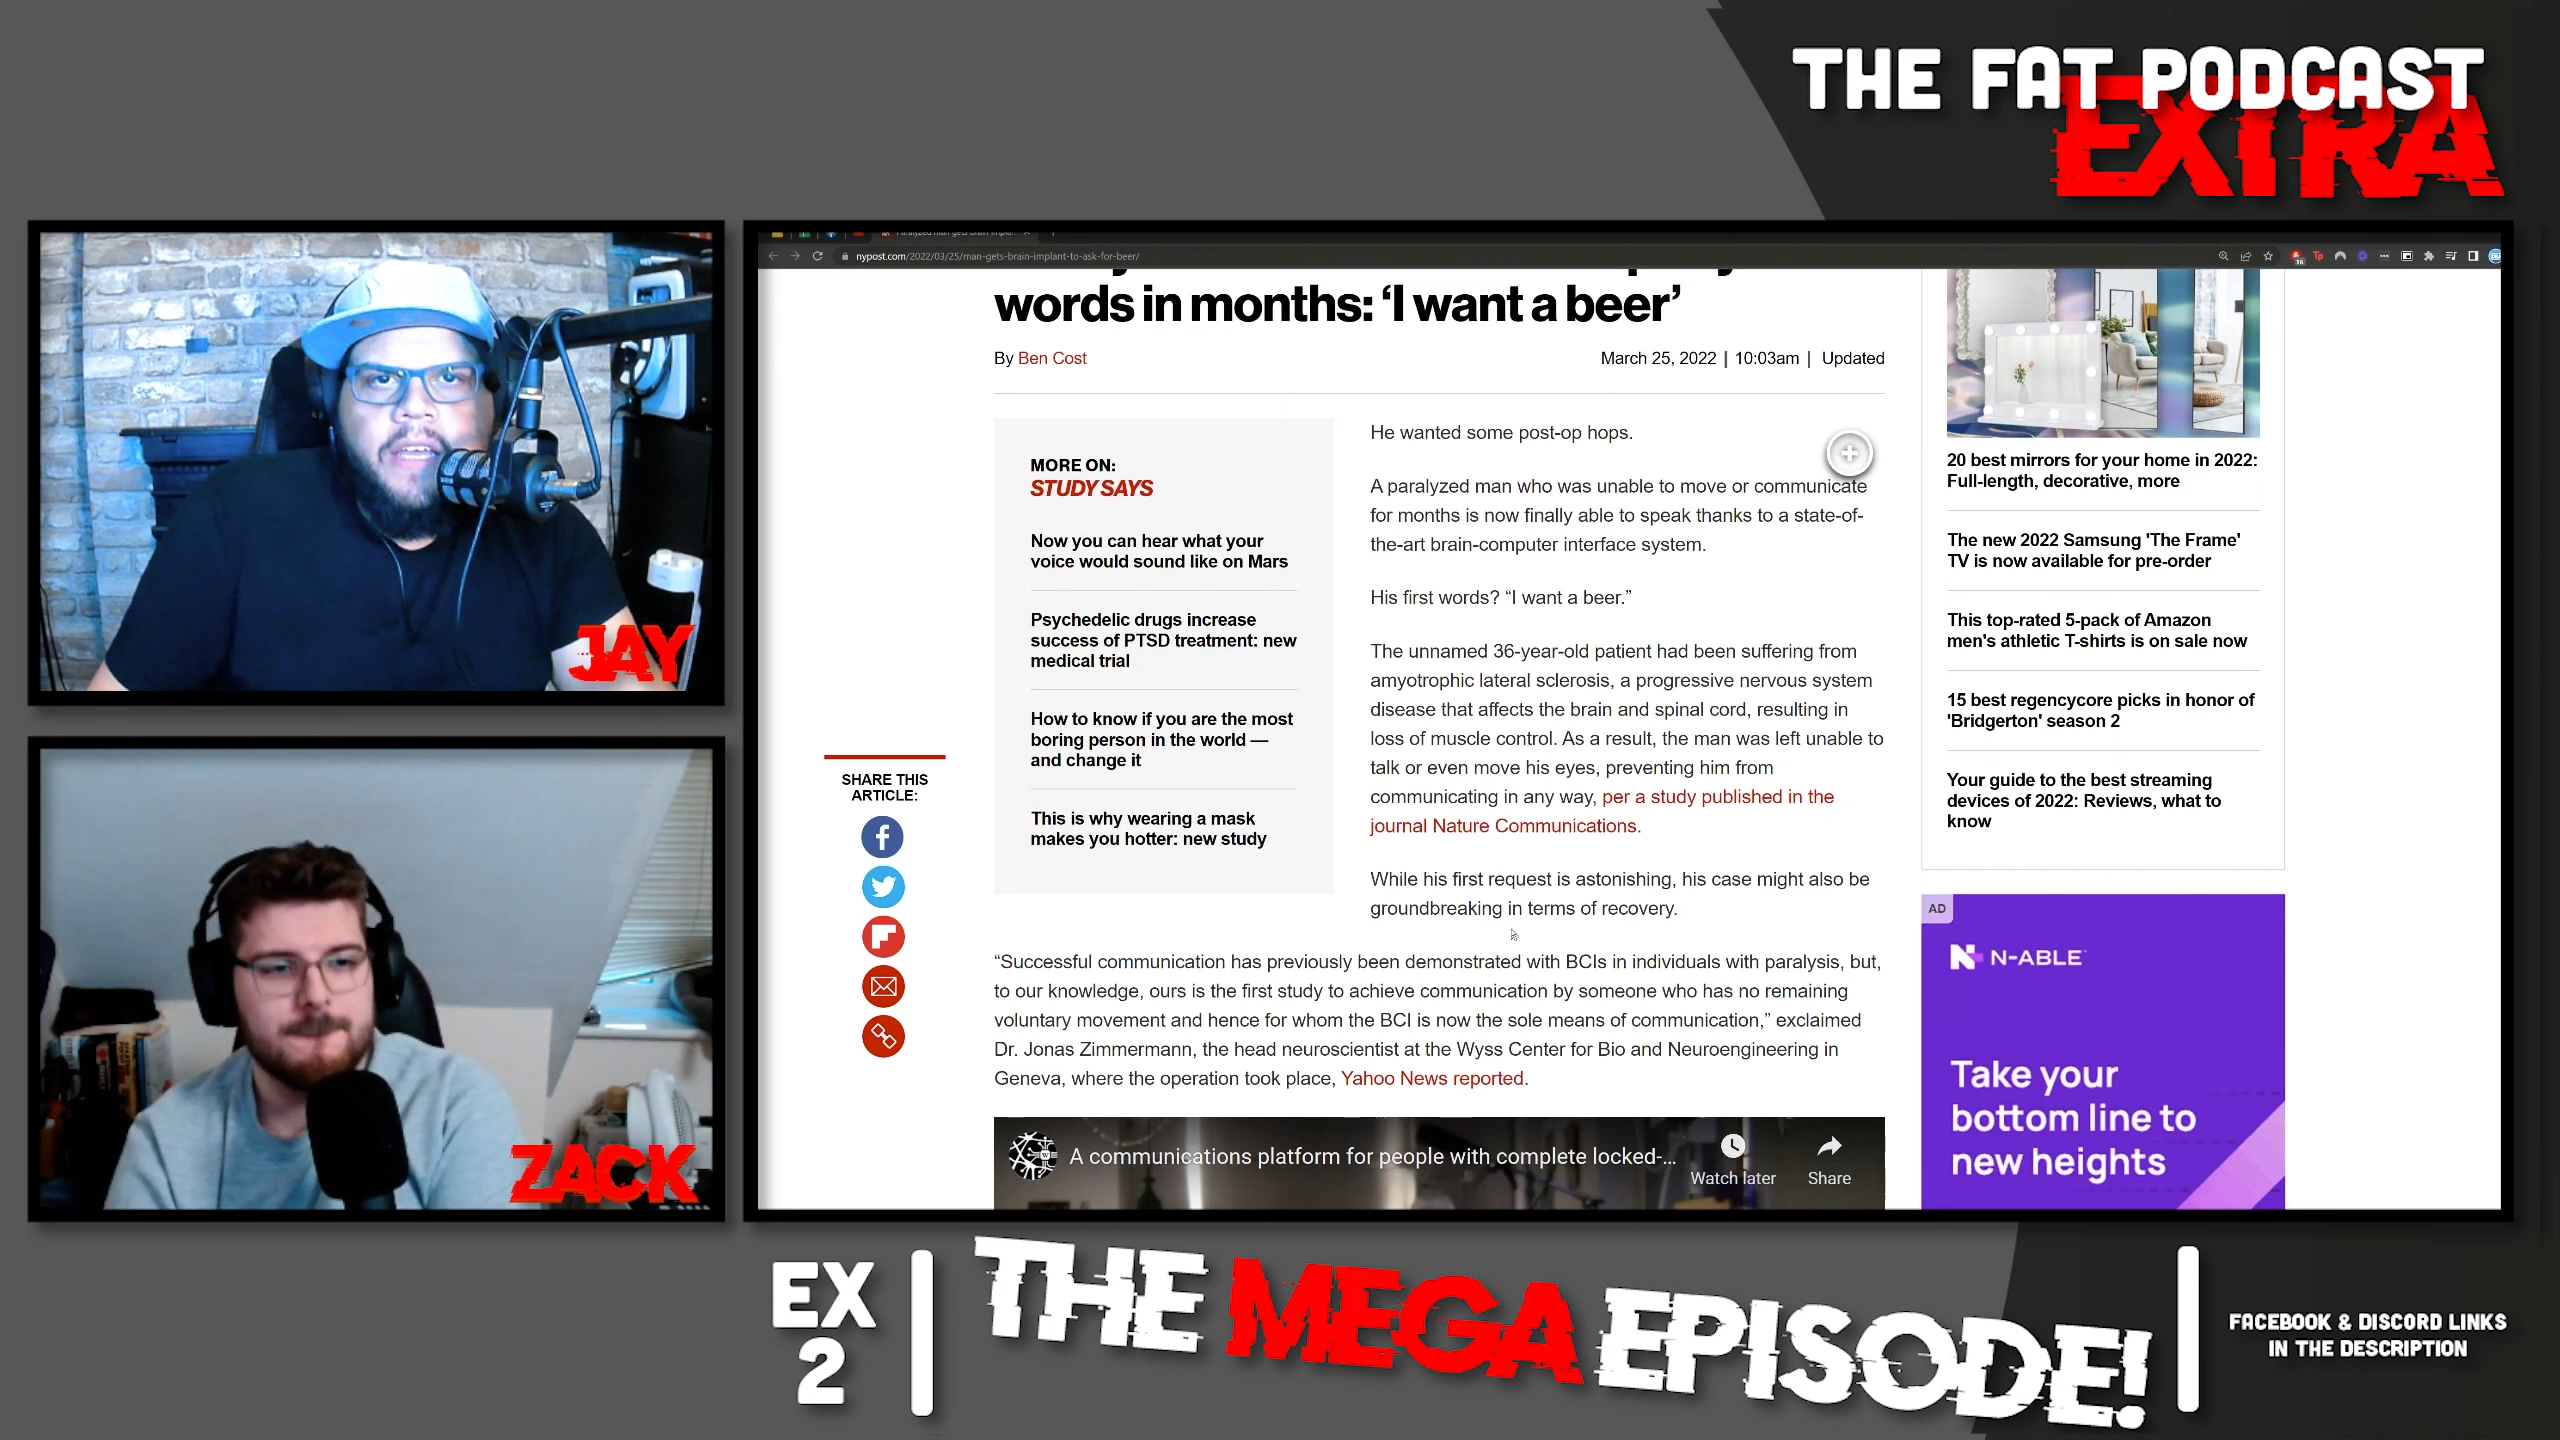 THE FAT PODCAST
EXTRA
nypost.com/2022/03/25/man-gets-brain-implant-to-ask-for-beer/
words in months: ‘I want a beer’
By Ben Cost
March 25, 2022 | 10:03am | Updated
MORE ON:
STUDY SAYS
Now you can hear what your
voice would sound like on Mars
Psychedelic drugs increase
success of PTSD treatment: new
medical trial
How to know if you are the most
boring person in the world —
and change it
This is why wearing a mask
makes you hotter: new study
He wanted some post-op hops.
A paralyzed man who was unable to move or communicate
for months is now finally able to speak thanks to a state-of-
the-art brain-computer interface system.
His first words? “I want a beer.”
The unnamed 36-year-old patient had been suffering from
amyotrophic lateral sclerosis, a progressive nervous system
disease that affects the brain and spinal cord, resulting in
loss of muscle control. As a result, the man was left unable to
talk or even move his eyes, preventing him from
communicating in any way, per a study published in the
journal Nature Communications.
While his first request is astonishing, his case might also be
groundbreaking in terms of recovery.
“Successful communication has previously been demonstrated with BCIs in individuals with paralysis, but,
to our knowledge, ours is the first study to achieve communication by someone who has no remaining
voluntary movement and hence for whom the BCI is now the sole means of communication,” exclaimed
Dr. Jonas Zimmermann, the head neuroscientist at the Wyss Center for Bio and Neuroengineering in
Geneva, where the operation took place, Yahoo News reported.
A communications platform for people with complete locked-...
Watch later
Share
SHARE THIS
ARTICLE:
20 best mirrors for your home in 2022:
Full-length, decorative, more
The new 2022 Samsung 'The Frame'
TV is now available for pre-order
This top-rated 5-pack of Amazon
men's athletic T-shirts is on sale now
15 best regencycore picks in honor of
'Bridgerton' season 2
Your guide to the best streaming
devices of 2022: Reviews, what to
know
AD
N-ABLE
Take your
bottom line to
new heights
JAY
ZACK
EX
2
THE MEGA EPISODE!
FACEBOOK & DISCORD LINKS
IN THE DESCRIPTION